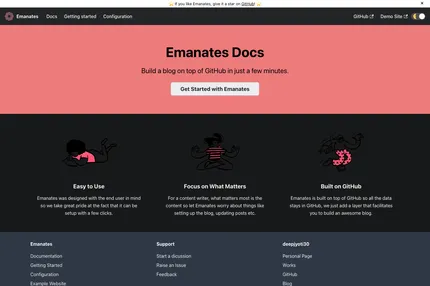 ⭐️ If you like Emanates, give it a star on GitHub! ⭐️ ×
Emanates Docs Getting started Configuration GitHub Demo Site
Emanates Docs
Build a blog on top of GitHub in just a few minutes.
Get Started with Emanates
Easy to Use
Emanates was designed with the end user in mind
so we take great pride at the fact that it can be
setup with a few clicks.
Focus on What Matters
For a content writer, what matters most is the
content so let Emanates worry about things like
setting up the blog, updating posts etc.
Built on GitHub
Emanates is built on top of GitHub so all the data
stays in GitHub, we just add a layer that faciliatates
you to build an awesome blog.
Emanates
Documentation
Getting Started
Configuration
Example Website
Support
Start a dicussion
Raise an Issue
Feedback
deepjyoti30
Personal Page
Works
GitHub
Blog